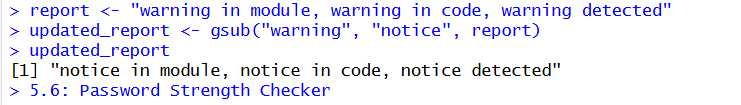 > report <- "warning in module, warning in code, warning detected"
> updated_report <- gsub("warning", "notice", report)
> updated_report
[1] "notice in module, notice in code, notice detected"
> 5.6: Password Strength Checker